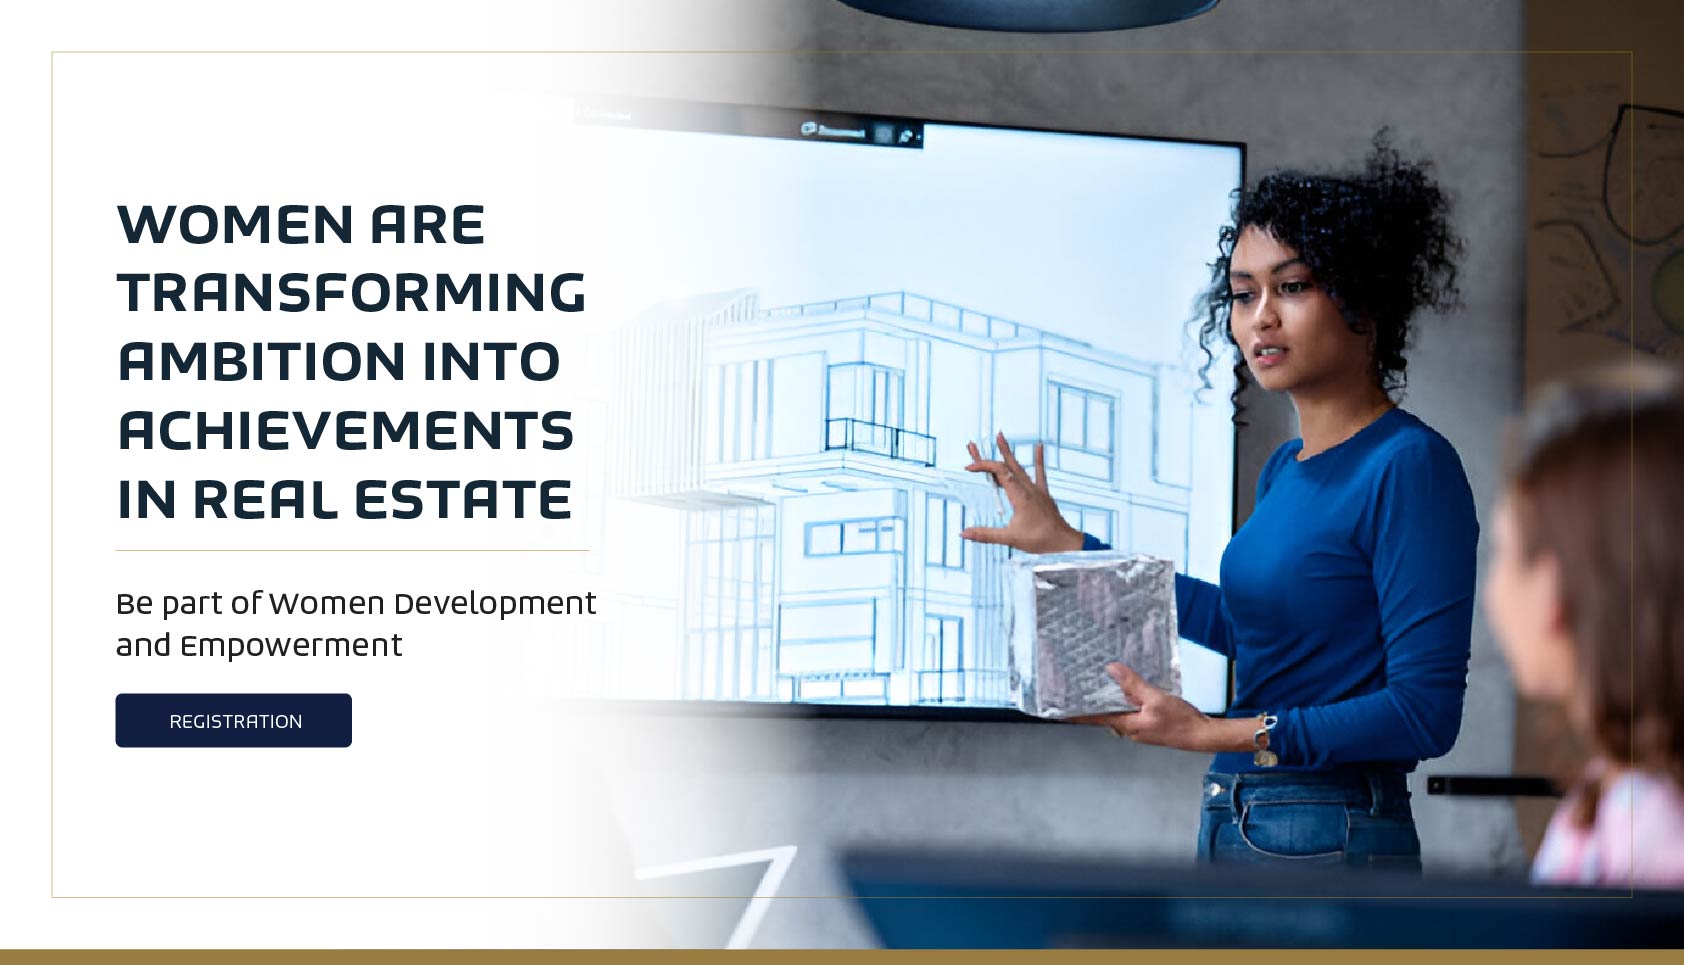 WOMEN ARE
TRANSFORMING
AMBITION INTO
ACHIEVEMENTS
IN REAL ESTATE
Be part of Women Development
and Empowerment
REGISTRATION